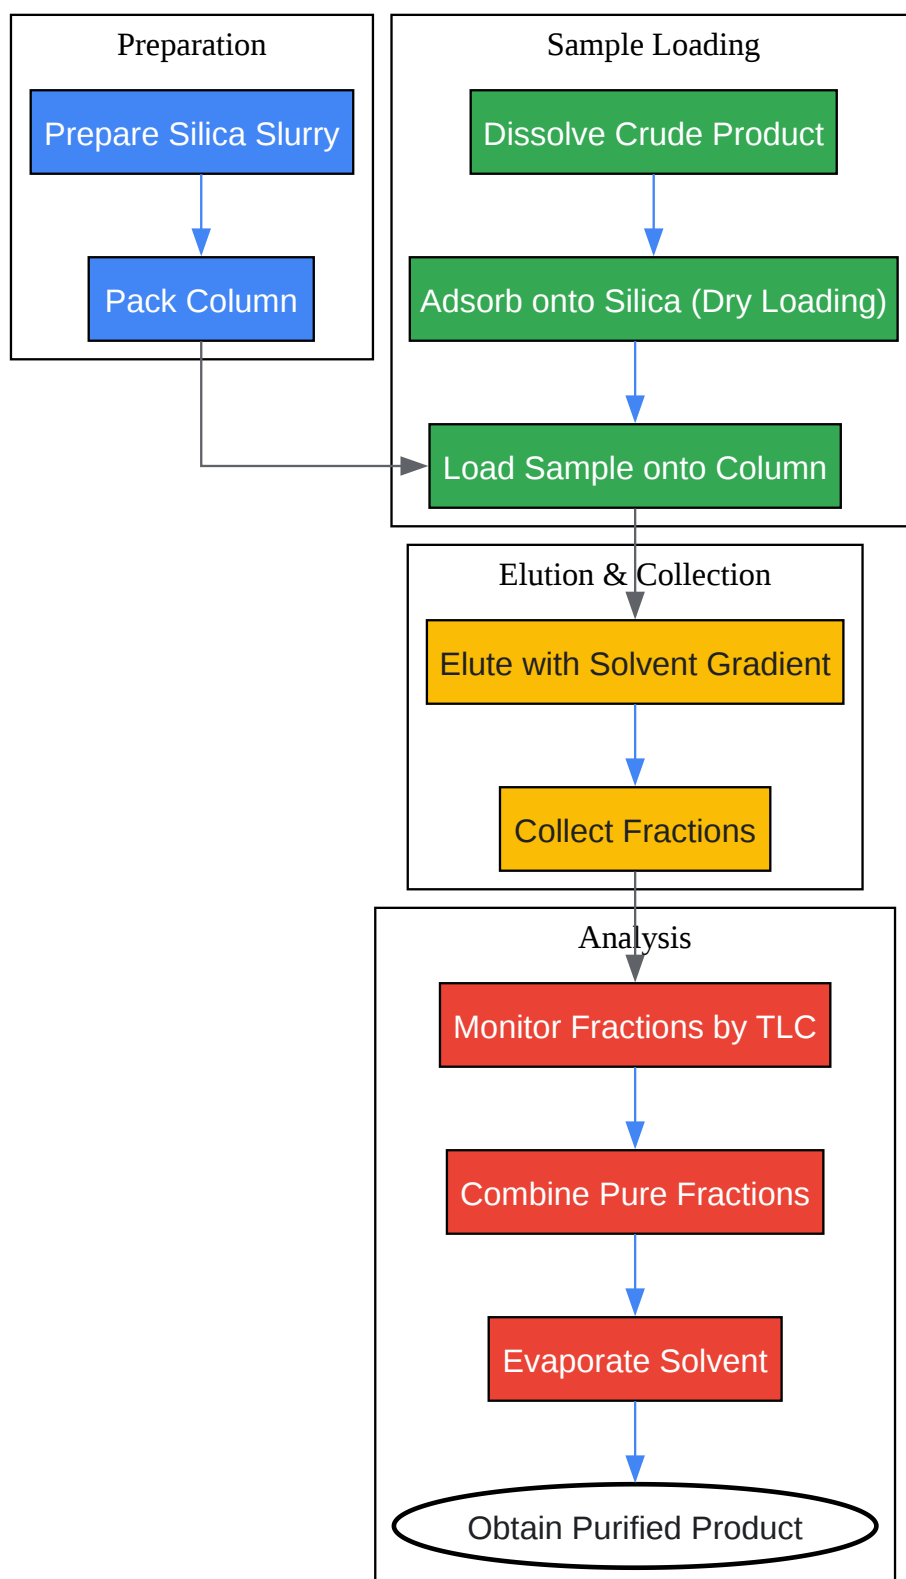 Preparation
Prepare Silica Slurry
Pack Column
Sample Loading
Dissolve Crude Product
Adsorb onto Silica (Dry Loading)
Load Sample onto Column
Elution & Collection
Elute with Solvent Gradient
Collect Fractions
Analysis
Monitor Fractions by TLC
Combine Pure Fractions
Evaporate Solvent
Obtain Purified Product